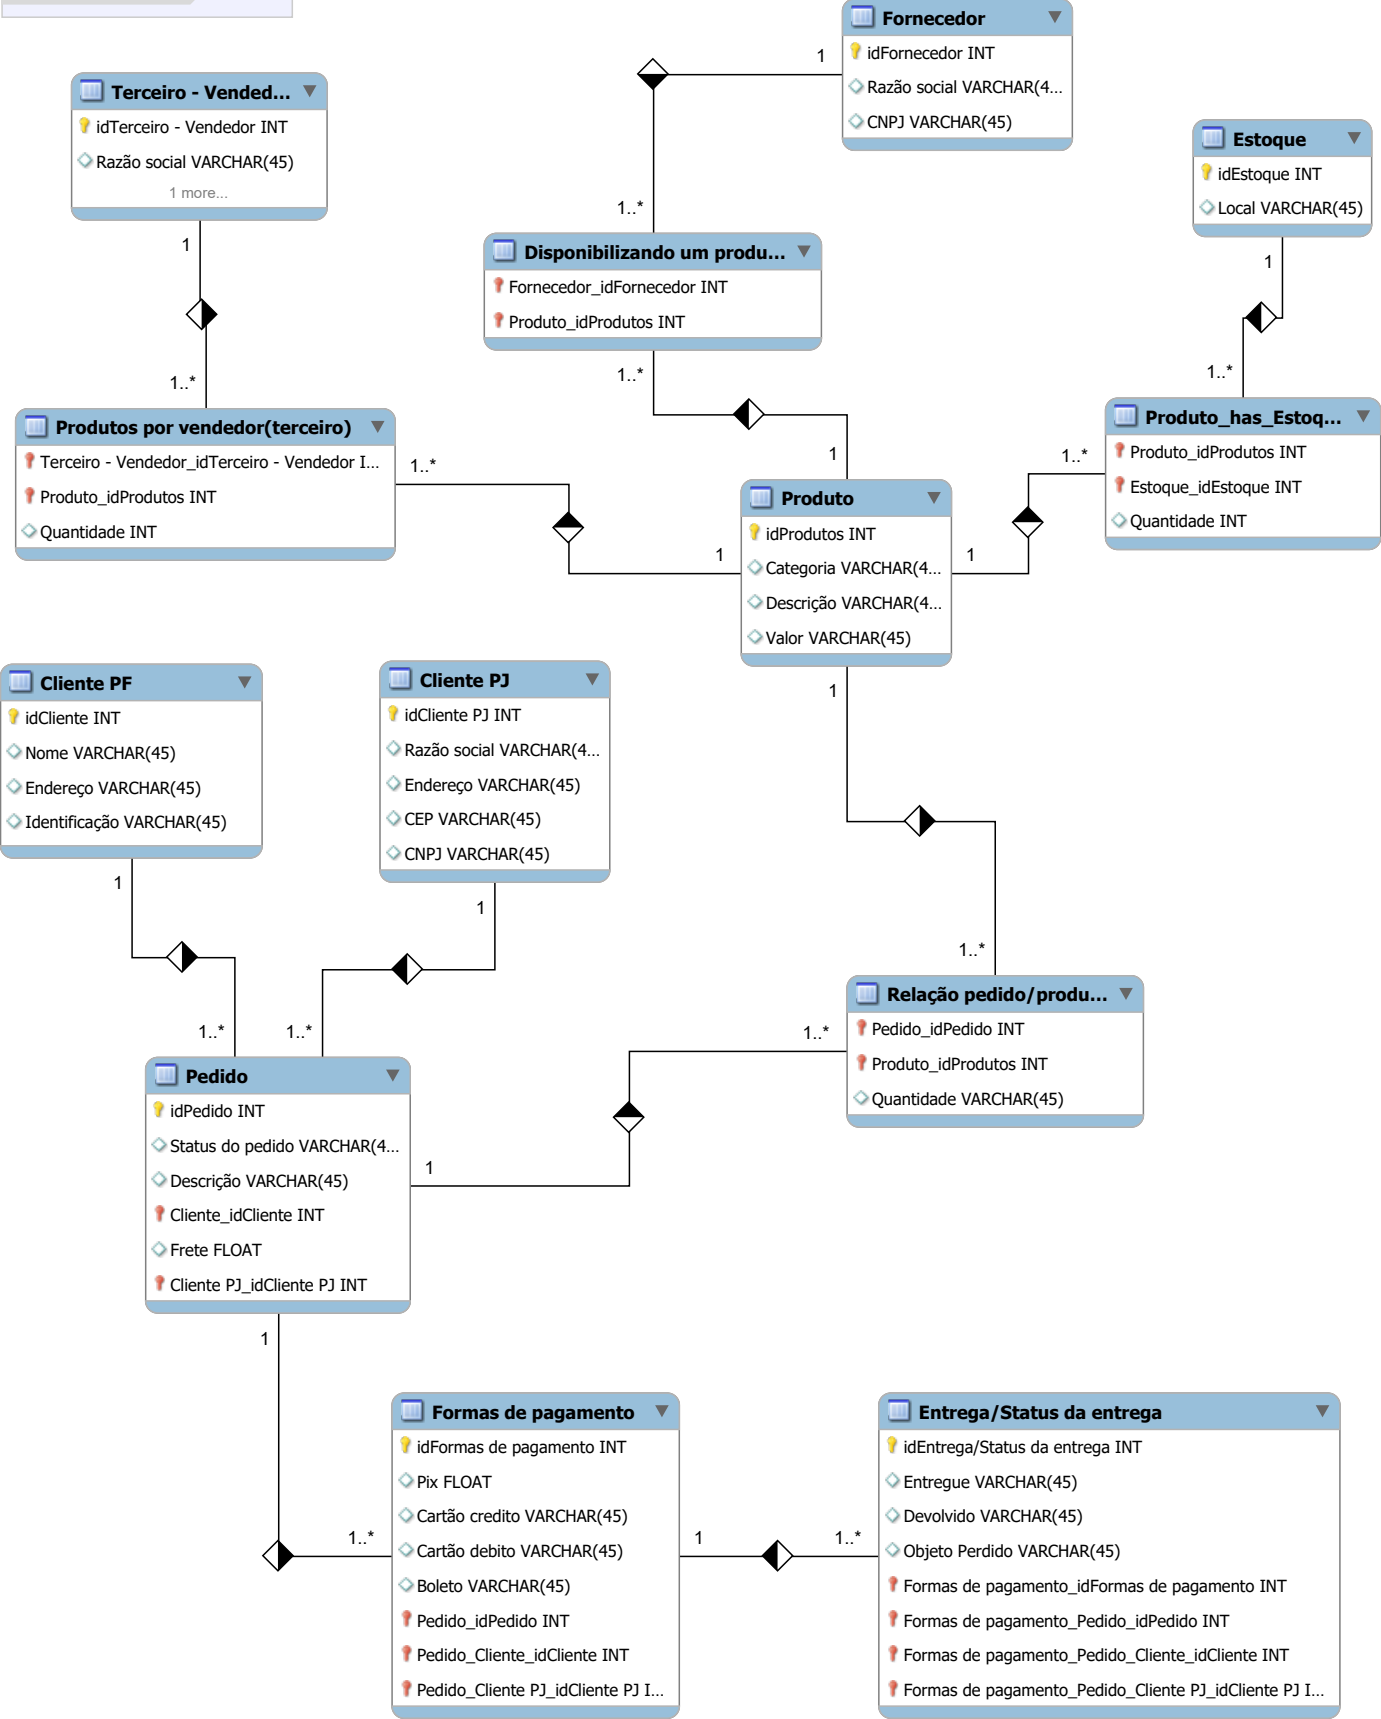 Fornecedor
idFornecedor INT
Razão social VARCHAR(4...
CNPJ VARCHAR(45)
1
1..*
Terceiro - Vended...
idTerceiro - Vendedor INT
Razão social VARCHAR(45)
1 more...
1
1..*
Estoque
idEstoque INT
Local VARCHAR(45)
1
1..*
Disponibilizando um produ...
Fornecedor_idFornecedor INT
Produto_idProdutos INT
1..*
1
Produtos por vendedor(terceiro)
Terceiro - Vendedor_idTerceiro - Vendedor I...
Produto_idProdutos INT
Quantidade INT
1..*
1
Produto_has_Estoq...
Produto_idProdutos INT
Estoque_idEstoque INT
Quantidade INT
1..*
1
Produto
idProdutos INT
Categoria VARCHAR(4...
Descrição VARCHAR(4...
Valor VARCHAR(45)
1
1..*
Cliente PF
idCliente INT
Nome VARCHAR(45)
Endereço VARCHAR(45)
Identificação VARCHAR(45)
1
1..*
Cliente PJ
idCliente PJ INT
Razão social VARCHAR(4...
Endereço VARCHAR(45)
CEP VARCHAR(45)
CNPJ VARCHAR(45)
1
1..*
Relação pedido/produ...
Pedido_idPedido INT
Produto_idProdutos INT
Quantidade VARCHAR(45)
1..*
1
Pedido
idPedido INT
Status do pedido VARCHAR(4...
Descrição VARCHAR(45)
Cliente_idCliente INT
Frete FLOAT
Cliente PJ_idCliente PJ INT
1
1..*
Formas de pagamento
idFormas de pagamento INT
Pix FLOAT
Cartão credito VARCHAR(45)
Cartão debito VARCHAR(45)
Boleto VARCHAR(45)
Pedido_idPedido INT
Pedido_Cliente_idCliente INT
Pedido_Cliente PJ_idCliente PJ I...
1
1..*
Entrega/Status da entrega
idEntrega/Status da entrega INT
Entregue VARCHAR(45)
Devolvido VARCHAR(45)
Objeto Perdido VARCHAR(45)
Formas de pagamento_idFormas de pagamento INT
Formas de pagamento_Pedido_idPedido INT
Formas de pagamento_Pedido_Cliente_idCliente INT
Formas de pagamento_Pedido_Cliente PJ_idCliente PJ I...